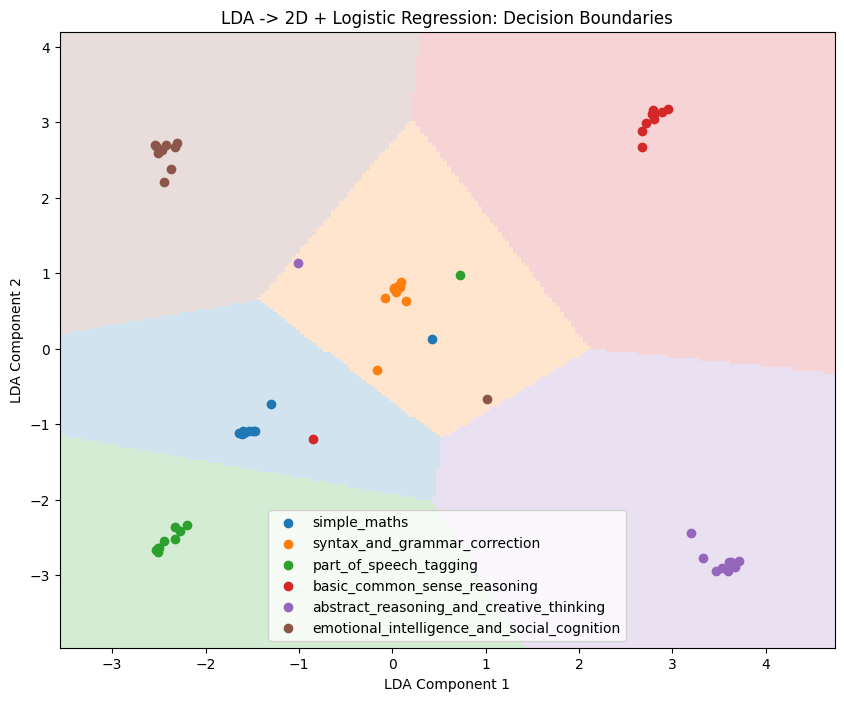 LDA -> 2D + Logistic Regression: Decision Boundaries
4
3
2
1
0
−1
−2
−3
LDA Component 2
simple_maths
syntax_and_grammar_correction
part_of_speech_tagging
basic_common_sense_reasoning
abstract_reasoning_and_creative_thinking
emotional_intelligence_and_social_cognition
−3 −2 −1 0 1 2 3 4
LDA Component 1